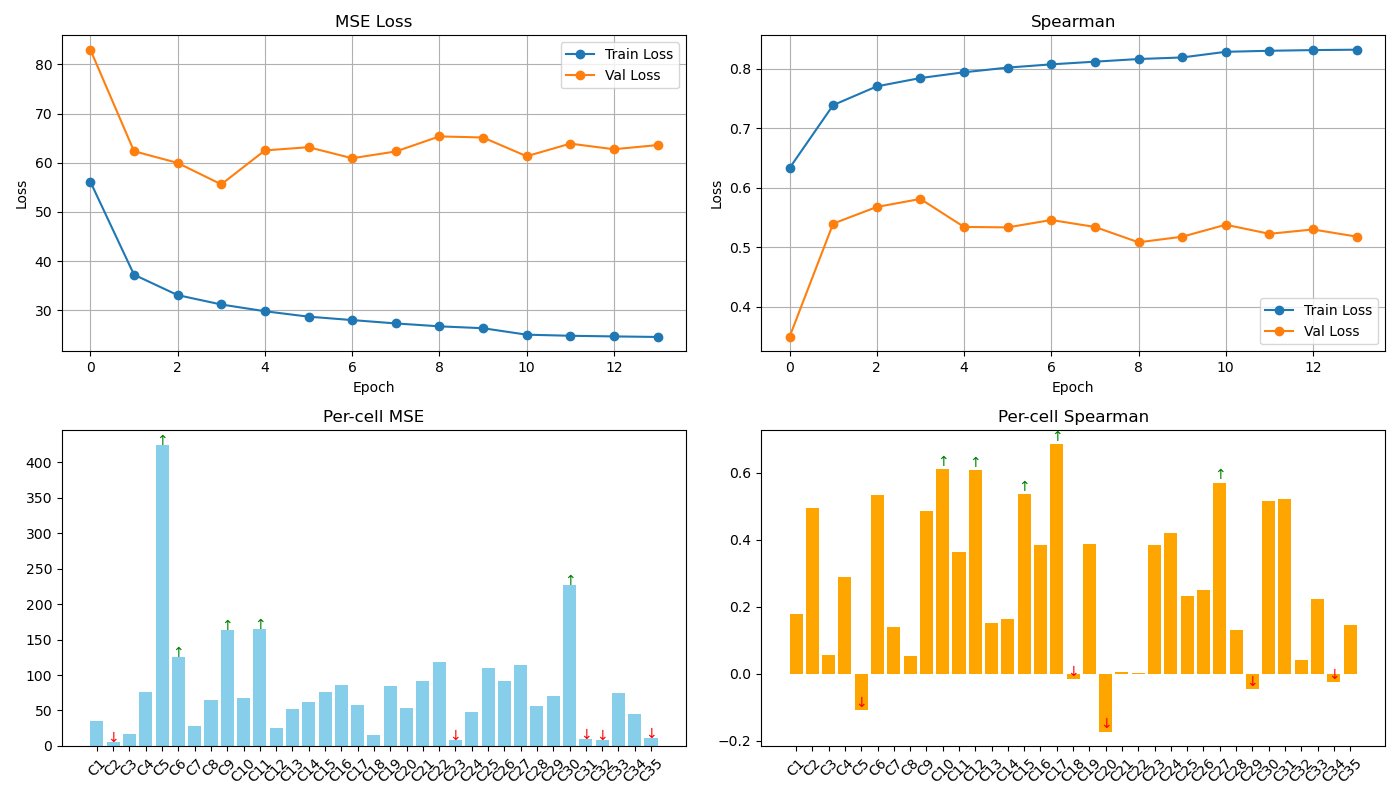 MSE Loss
Loss
80
70
60
50
40
30
Train Loss
Val Loss
0 2 4 6 8 10 12
Epoch
Spearman
Loss
0.8
0.7
0.6
0.5
0.4
Train Loss
Val Loss
0 2 4 6 8 10 12
Epoch
Per-cell MSE
400
350
300
250
200
150
100
50
0
↑ ↑ ↑ ↑ ↑
↓ ↓ ↓ ↓ ↓
C1 C2 C3 C4 C5 C6 C7 C8 C9 C10 C11 C12 C13 C14 C15 C16 C17 C18 C19 C20 C21 C22 C23 C24 C25 C26 C27 C28 C29 C30 C31 C32 C33 C34 C35
Per-cell Spearman
0.6
0.4
0.2
0.0
−0.2
↑ ↑ ↑ ↑ ↑
↓ ↓ ↓ ↓ ↓
C1 C2 C3 C4 C5 C6 C7 C8 C9 C10 C11 C12 C13 C14 C15 C16 C17 C18 C19 C20 C21 C22 C23 C24 C25 C26 C27 C28 C29 C30 C31 C32 C33 C34 C35